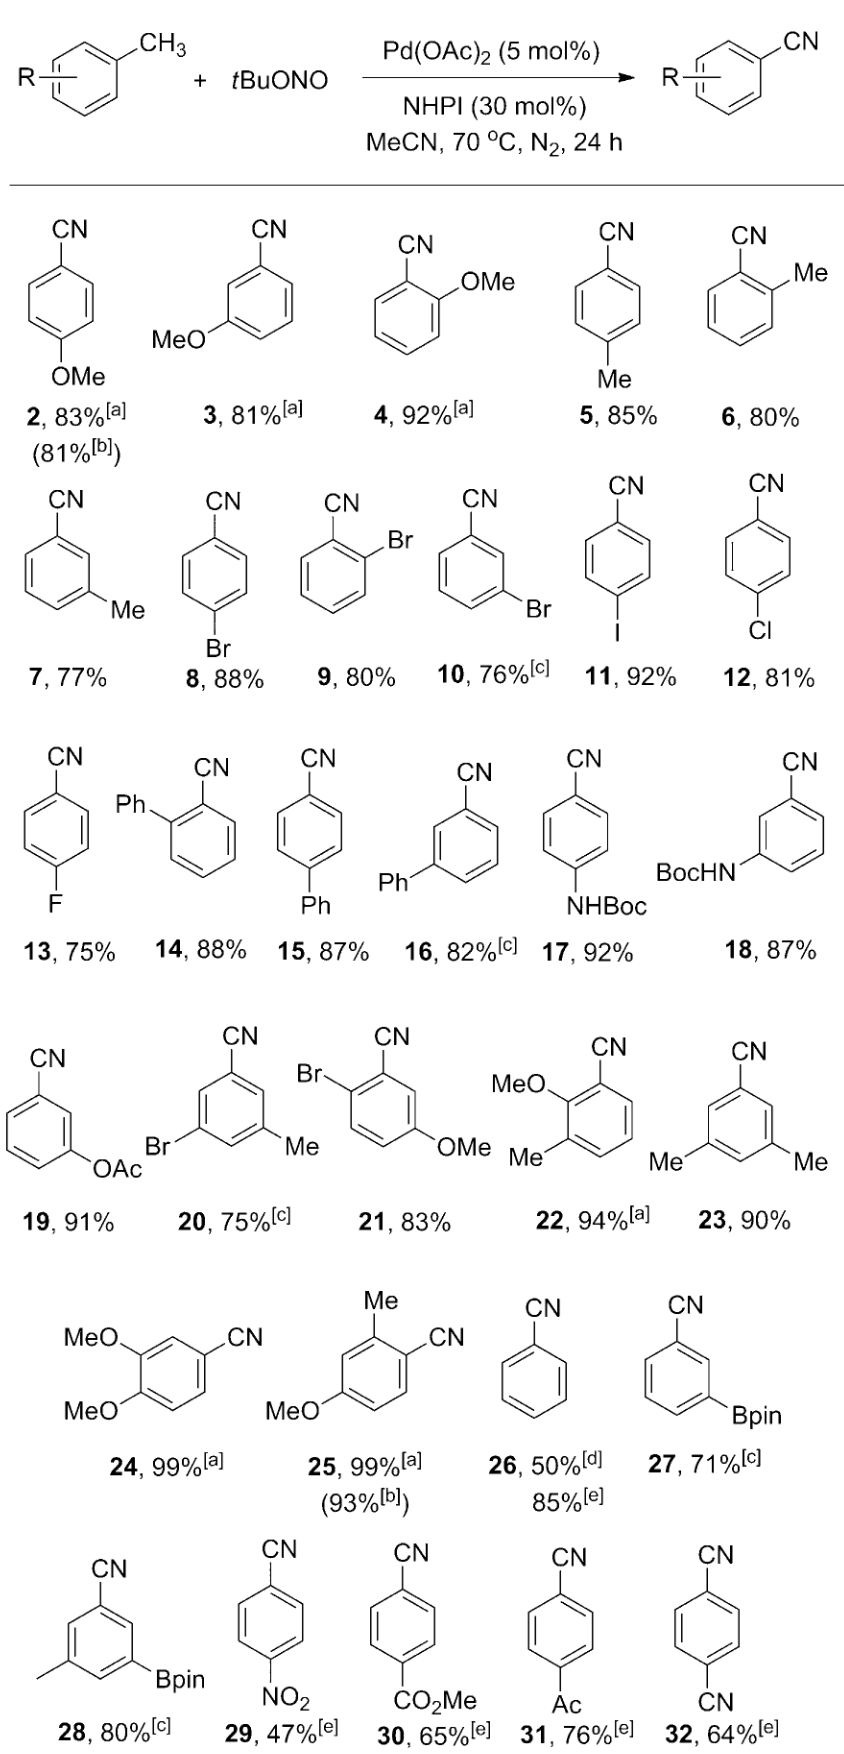 R CH3 + tBuONO Pd(OAc)2 (5 mol%) R CN
NHPI (30 mol%)
MeCN, 70 °C, N2, 24 h
CN CN CN CN CN
OMe MeO OMe Me Me
2, 83%[a] 3, 81%[a] 4, 92%[a] 5, 85% 6, 80%
(81%[b])
CN CN CN CN CN CN
Me Br Br Br I Cl
7, 77% 8, 88% 9, 80% 10, 76%[c] 11, 92% 12, 81%
CN CN CN CN CN CN
F Ph Ph Ph NHBoc BocHN
13, 75% 14, 88% 15, 87% 16, 82%[c] 17, 92% 18, 87%
CN CN CN CN CN
OAc Br Me Br OMe MeO Me Me Me
19, 91% 20, 75%[c] 21, 83% 22, 94%[a] 23, 90%
MeO CN Me CN CN CN
MeO MeO Bpin
24, 99%[a] 25, 99%[a] 26, 50%[d] 27, 71%[c]
(93%[b]) 85%[e]
CN CN CN CN CN
Bpin NO2 CO2Me Ac CN
28, 80%[c] 29, 47%[e] 30, 65%[e] 31, 76%[e] 32, 64%[e]